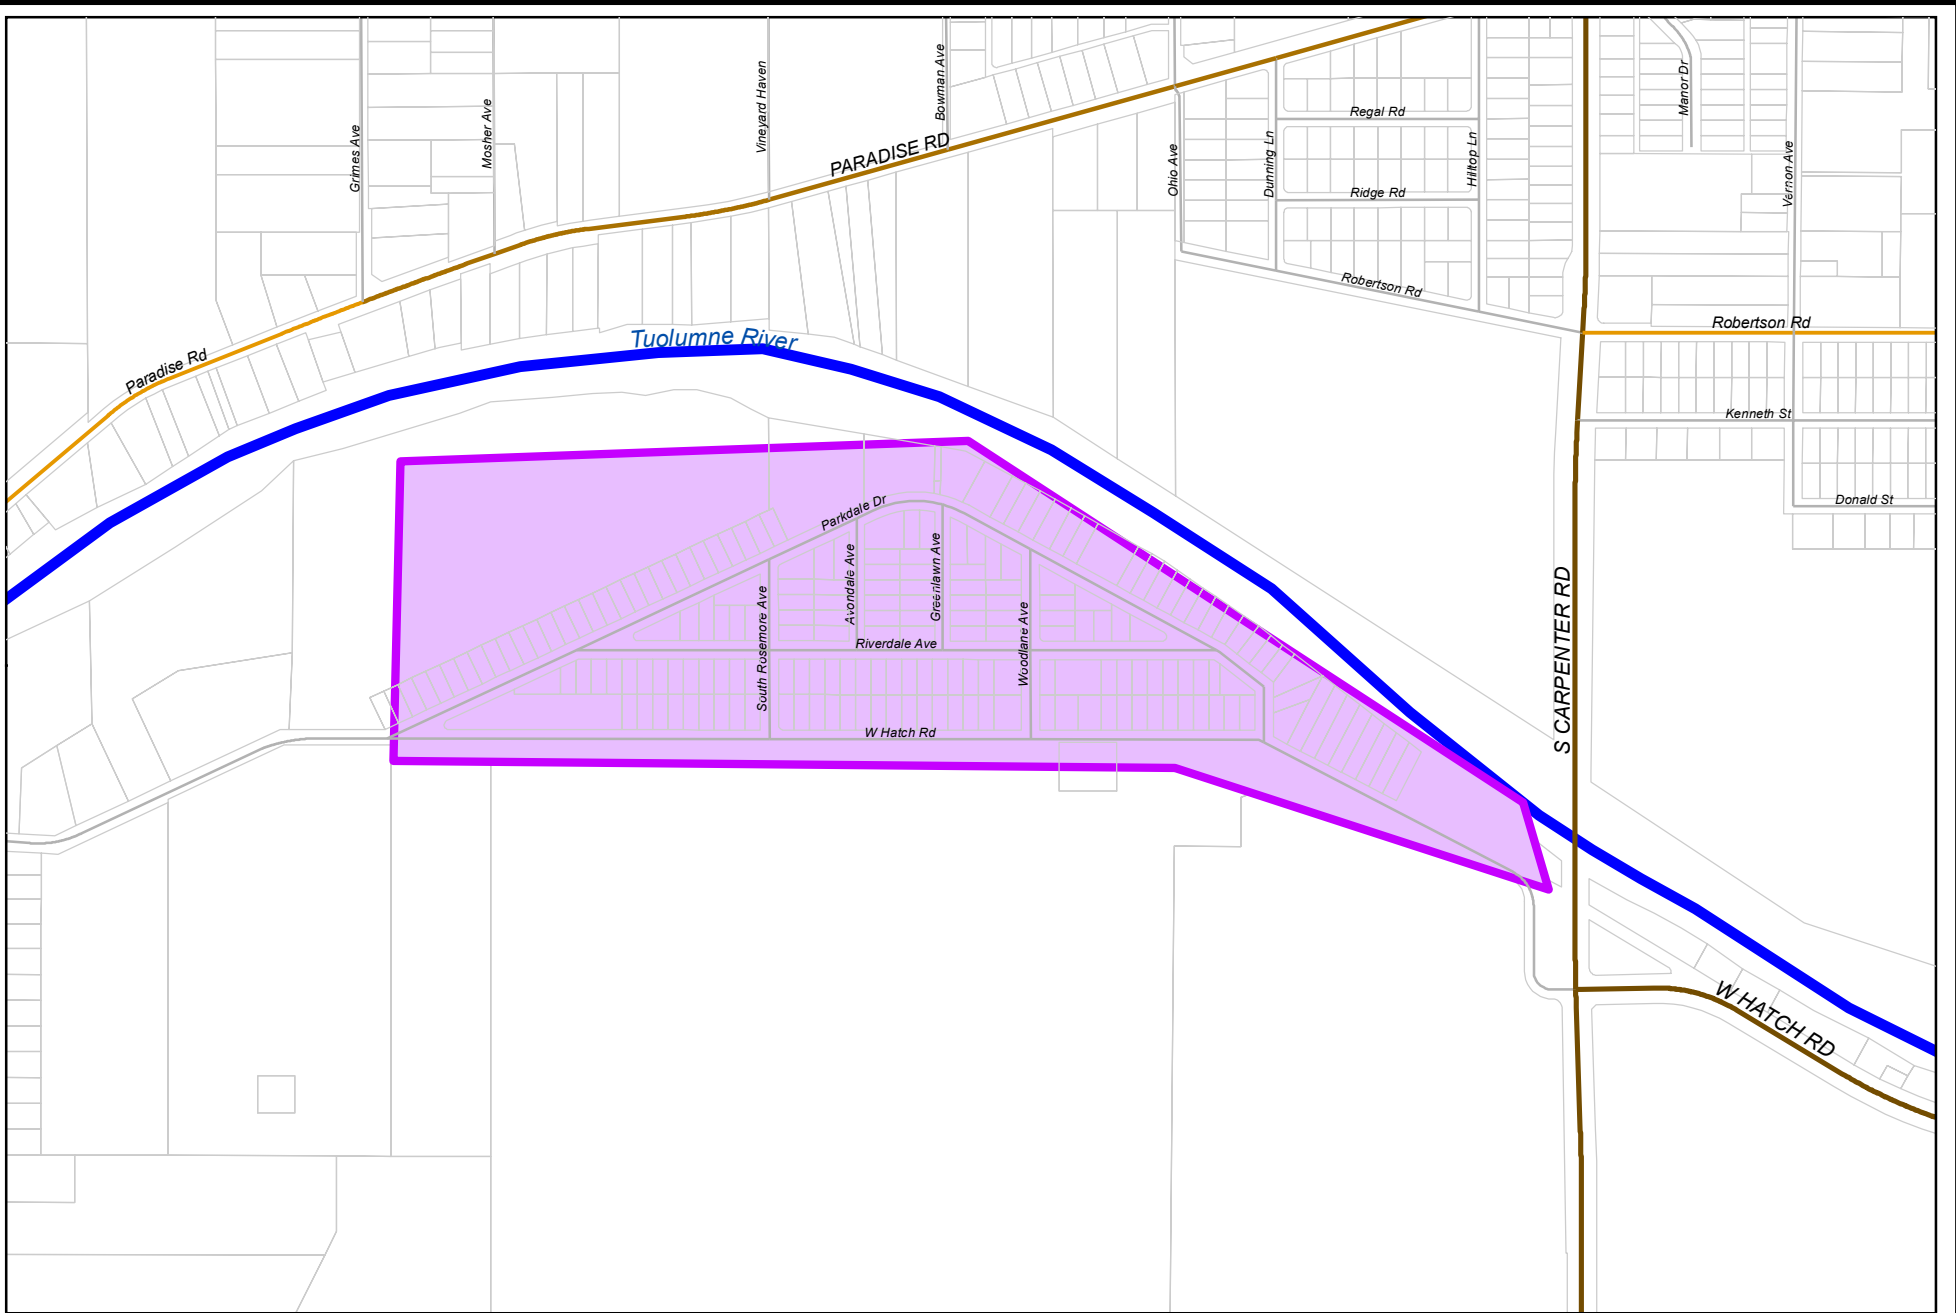 Grimes Ave
Mosher Ave
Vineyard Haven
Bowman Ave
PARADISE RD
Ohio Ave
Dunning Ln
Regal Rd
Ridge Rd
Hilltop Ln
Manor Dr
Vernon Ave
Robertson Rd
Robertson Rd
Paradise Rd
Tuolumne River
Kenneth St
Donald St
Parkdale Dr
South Rosemore Ave
Avondale Ave
Greenlawn Ave
Woodlane Ave
Riverdale Ave
W Hatch Rd
S CARPENTER RD
W HATCH RD